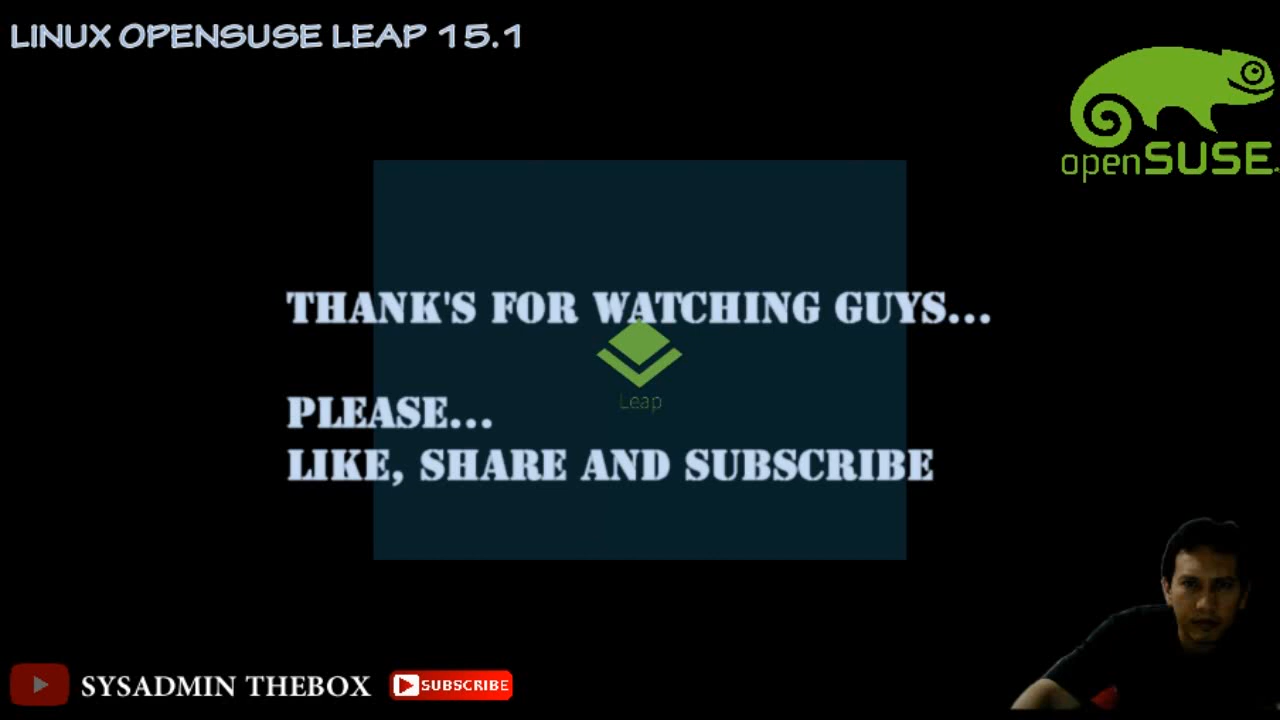 LINUX OPENSUSE LEAP 15.1
openSUSE
THANK'S FOR WATCHING GUYS...
Leap
PLEASE...
LIKE, SHARE AND SUBSCRIBE
SYSADMIN THEBOX
SUBSCRIBE